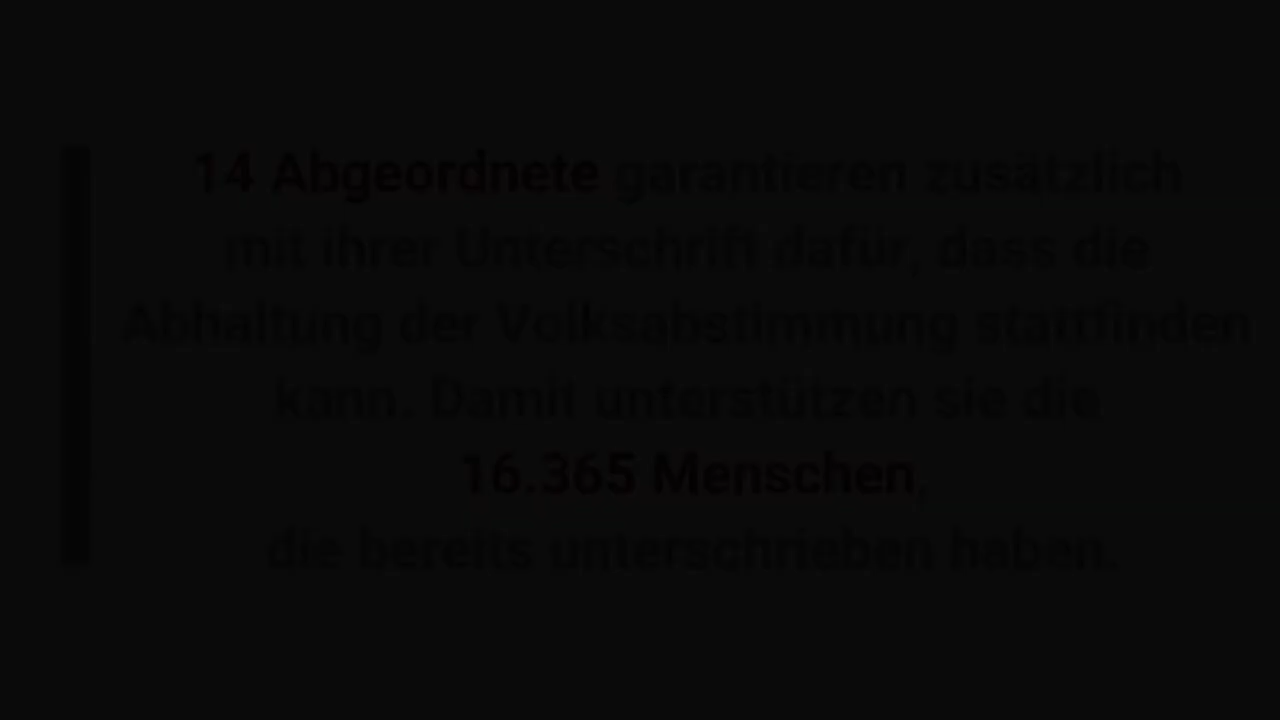 14 Abgeordnete garantieren zusätzlich
mit ihrer Unterschrift dafür, dass die
Abhaltung der Volksabstimmung stattfinden
kann. Damit unterstützen sie die
16.365 Menschen,
die bereits unterschrieben haben.